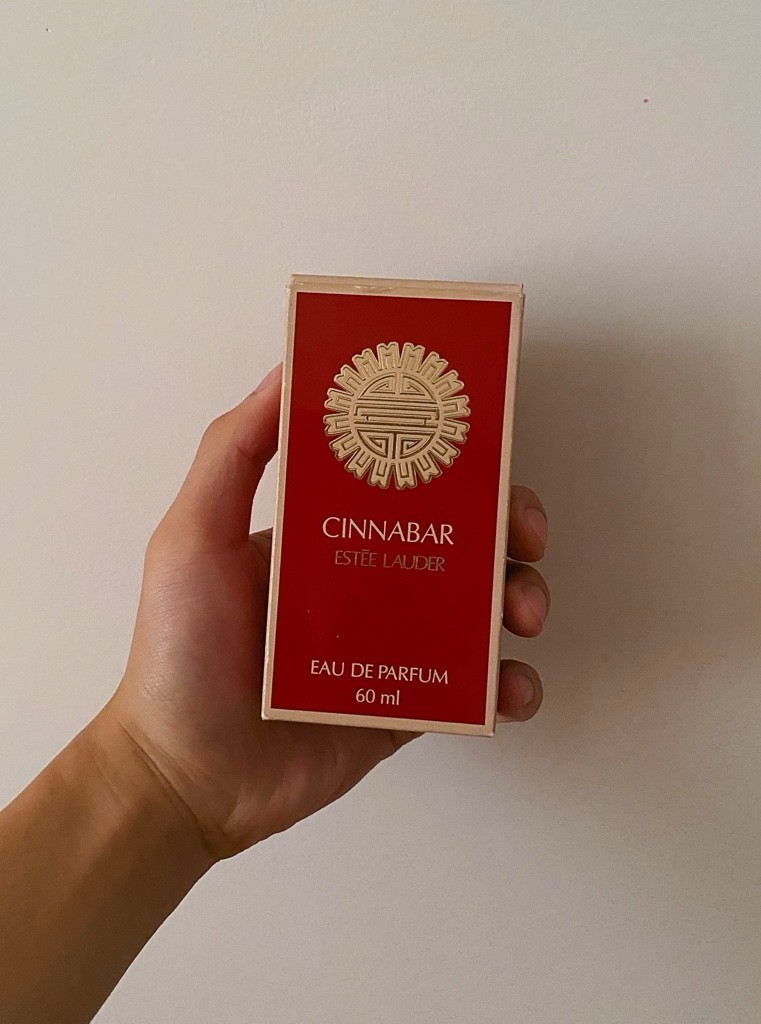 CINNABAR
ESTĒE LAUDER
EAU DE PARFUM
60 ml